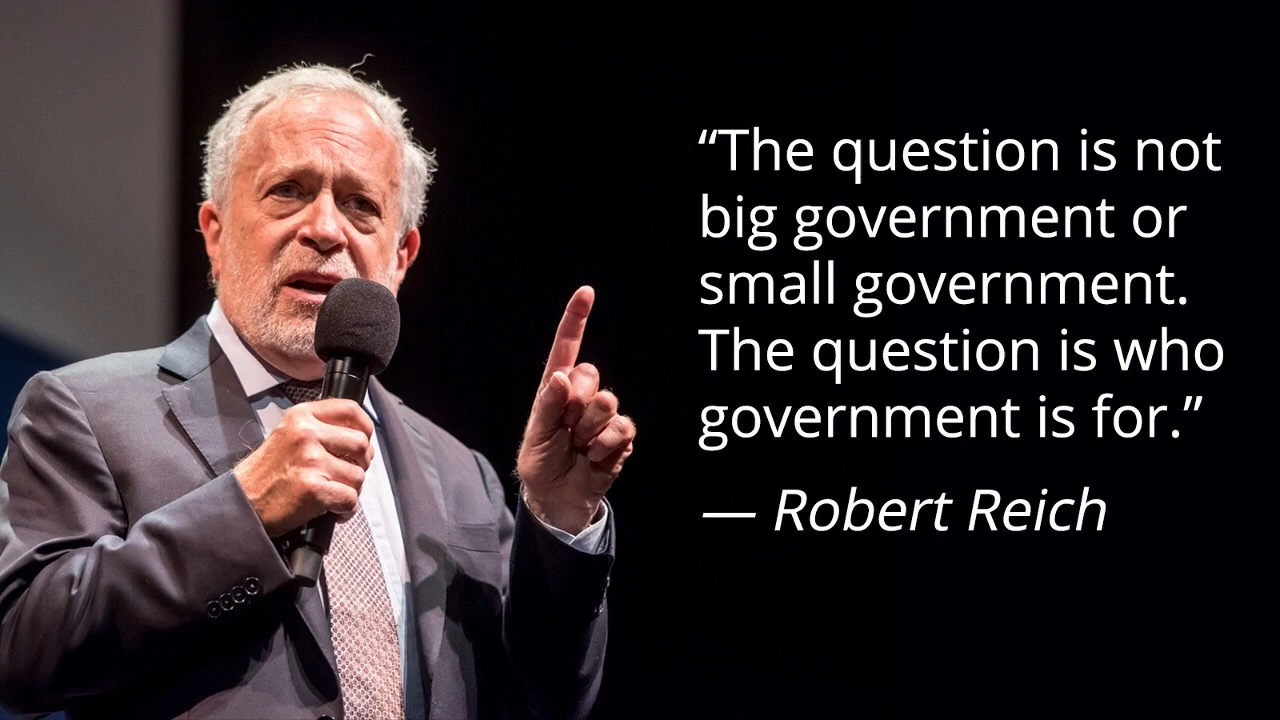 “The question is not
big government or
small government.
The question is who
government is for.”
— Robert Reich